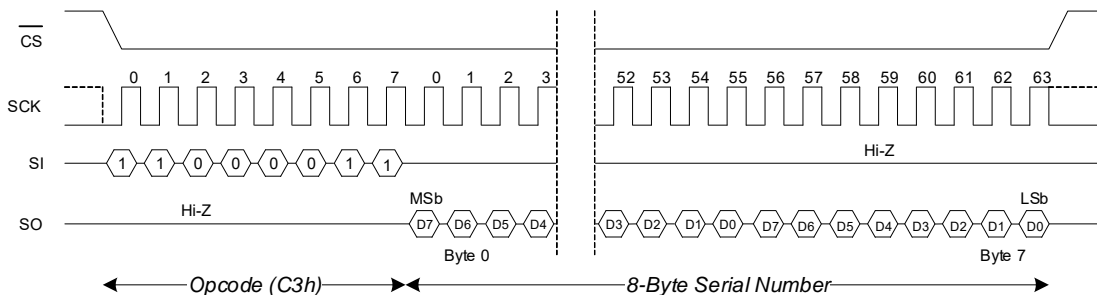 CS
0 1 2 3 4 5 6 7 0 1 2 3 52 53 54 55 56 57 58 59 60 61 62 63
SCK
Hi-Z
SI 1 1 0 0 0 0 1 1
MSb LSb
Hi-Z
SO D7 D6 D5 D4 D3 D2 D1 D0 D7 D6 D5 D4 D3 D2 D1 D0
Byte 0 Byte 7
Opcode (C3h) 8-Byte Serial Number